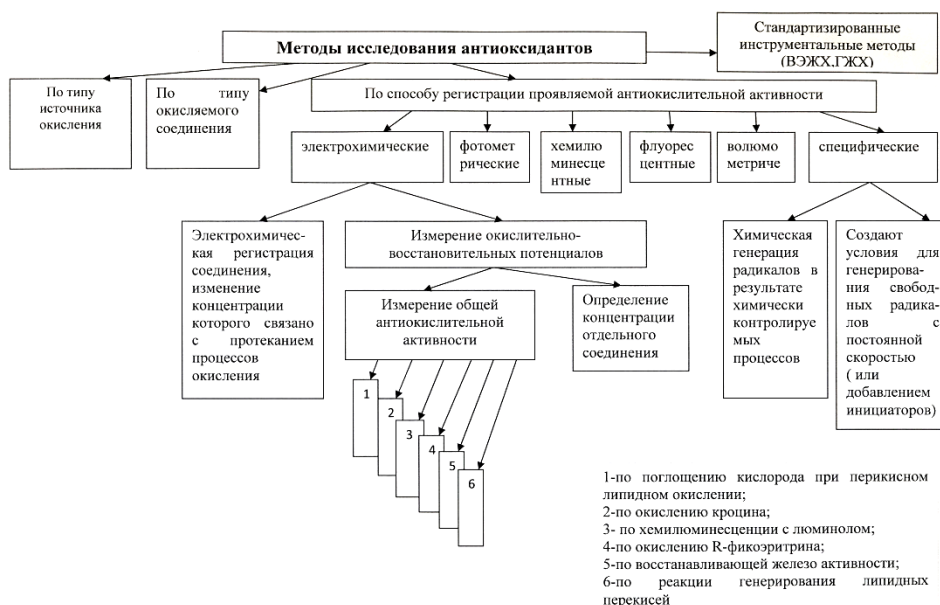 Методы исследования антиоксидантов
Стандартизированные
инструментальные методы
(ВЭЖХ,ГЖХ)
По типу
источника
окисления
По типу
окисляемого
соединения
По способу регистрации проявляемой антиокислительной активности
электрохимические
фотомет
рические
хемилю
минесце
нтные
флуорес
центные
волюмо
метриче
специфические
Электрохимичес-
кая регистрация
соединения,
изменение
концентрации
которого связано
с протеканием
процессов
окисления
Измерение окислительно-
восстановительных потенциалов
Измерение общей
антиокислительной
активности
Определение
концентрации
отдельного
соединения
Химическая
генерация
радикалов в
результате
химически
контролируе
мых
процессов
Создают
условия для
генерирова-
ния свобод-
ных радика-
лов с
постоянной
скоростью
( или
добавлением
инициаторов)
1
2
3
4
5
6
1-по поглощению кислорода при перикисном
липидном окислении;
2-по окислению кроцина;
3- по хемилюминесценции с люминолом;
4-по окислению R-фикоэритрина;
5-по восстанавливающей железо активности;
6-по реакции генерирования липидных
перекисей